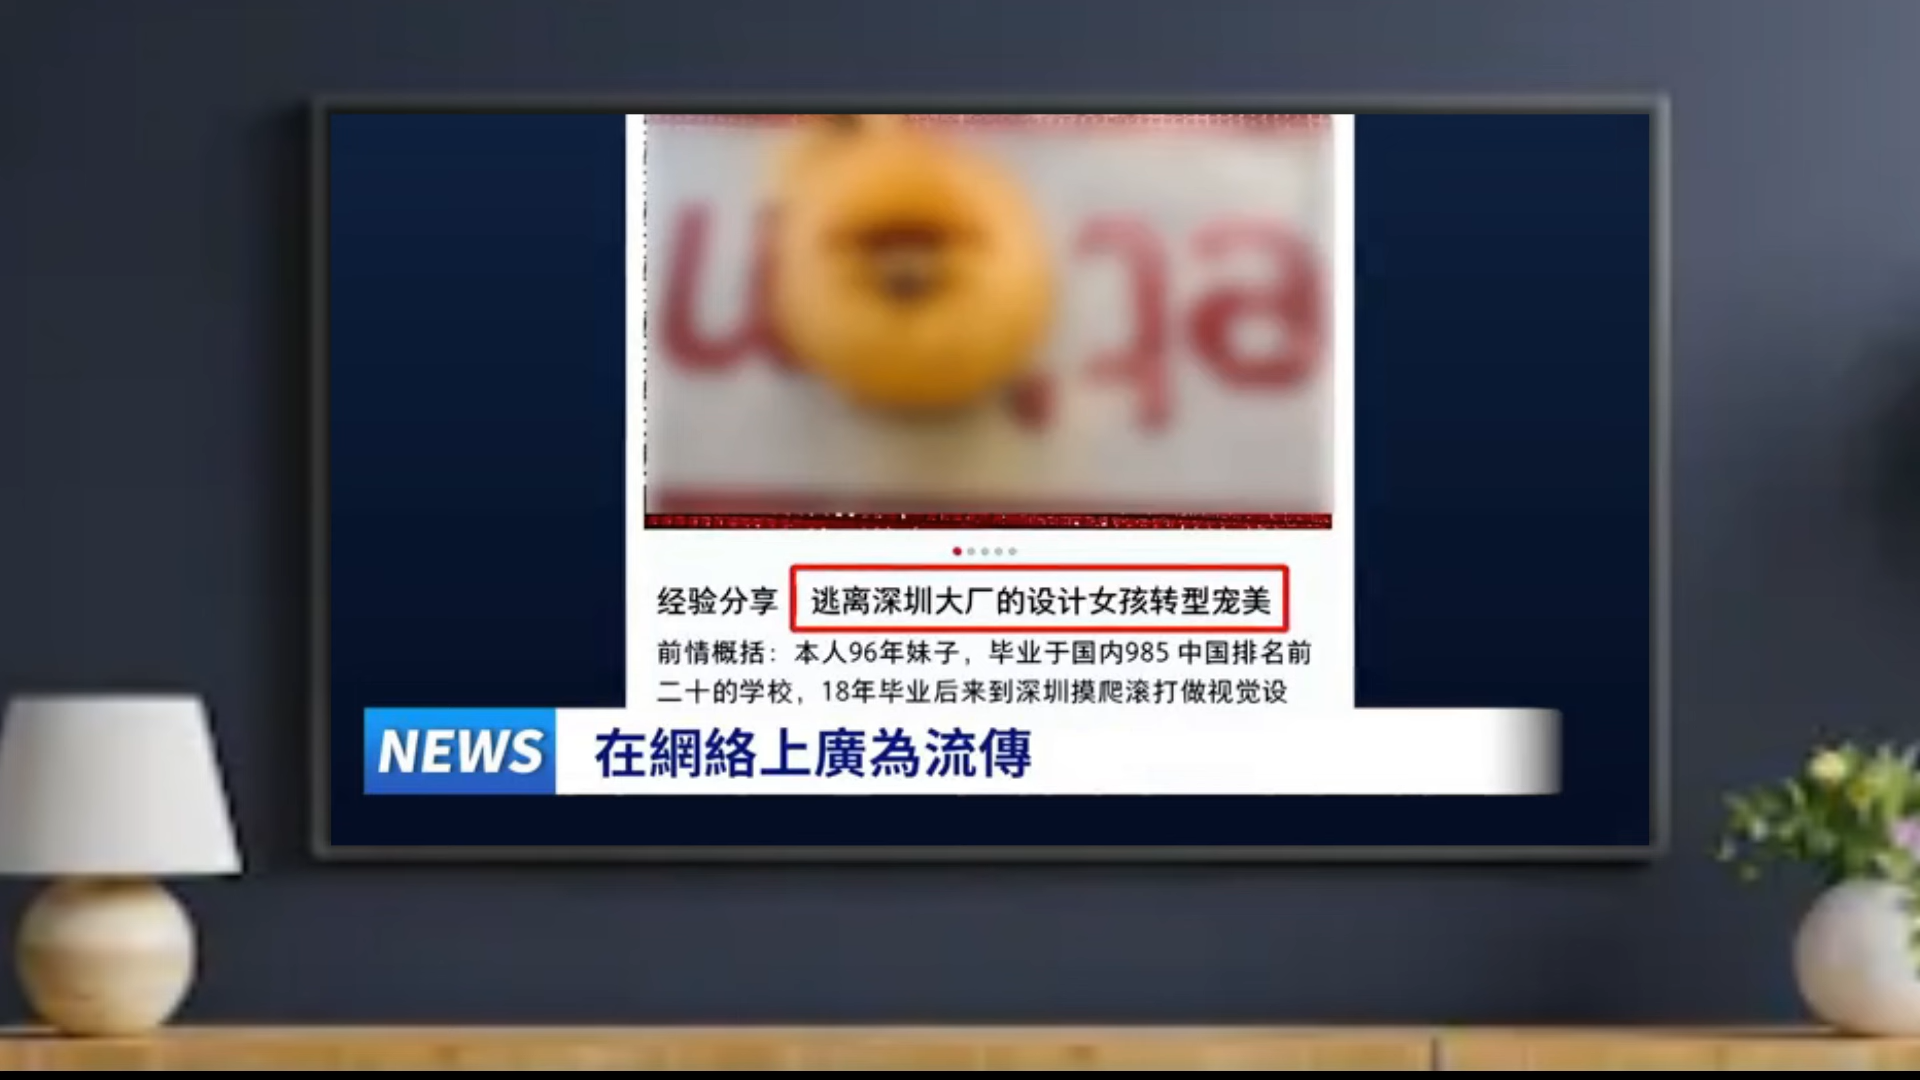 经验分享 逃离深圳大厂的设计女孩转型宠美
前情概括：本人96年妹子，毕业于国内985 中国排名前
二十的学校，18年毕业后来到深圳摸爬滚打做视觉设
NEWS 在網絡上廣為流傳